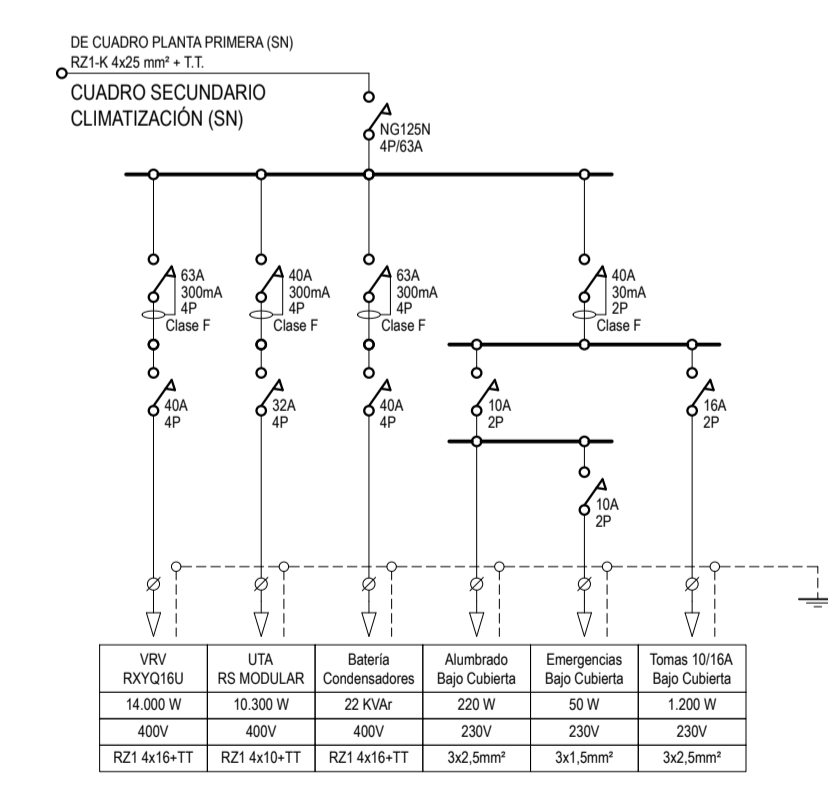 DE CUADRO PLANTA PRIMERA (SN)
RZ1-K 4x25 mm² + T.T.
CUADRO SECUNDARIO
CLIMATIZACIÓN (SN)
NG125N
4P/63A
63A
300mA
4P
Clase F
40A
300mA
4P
Clase F
63A
300mA
4P
Clase F
40A
30mA
2P
Clase F
40A
4P
32A
4P
40A
4P
10A
2P
16A
2P
10A
2P
VRV
RXYQ16U
UTA
RS MODULAR
Batería
Condensadores
Alumbrado
Bajo Cubierta
Emergencias
Bajo Cubierta
Tomas 10/16A
Bajo Cubierta
14.000 W
10.300 W
22 KVAr
220 W
50 W
1.200 W
400V
400V
400V
230V
230V
230V
RZ1 4x16+TT
RZ1 4x10+TT
RZ1 4x16+TT
3x2,5mm²
3x1,5mm²
3x2,5mm²